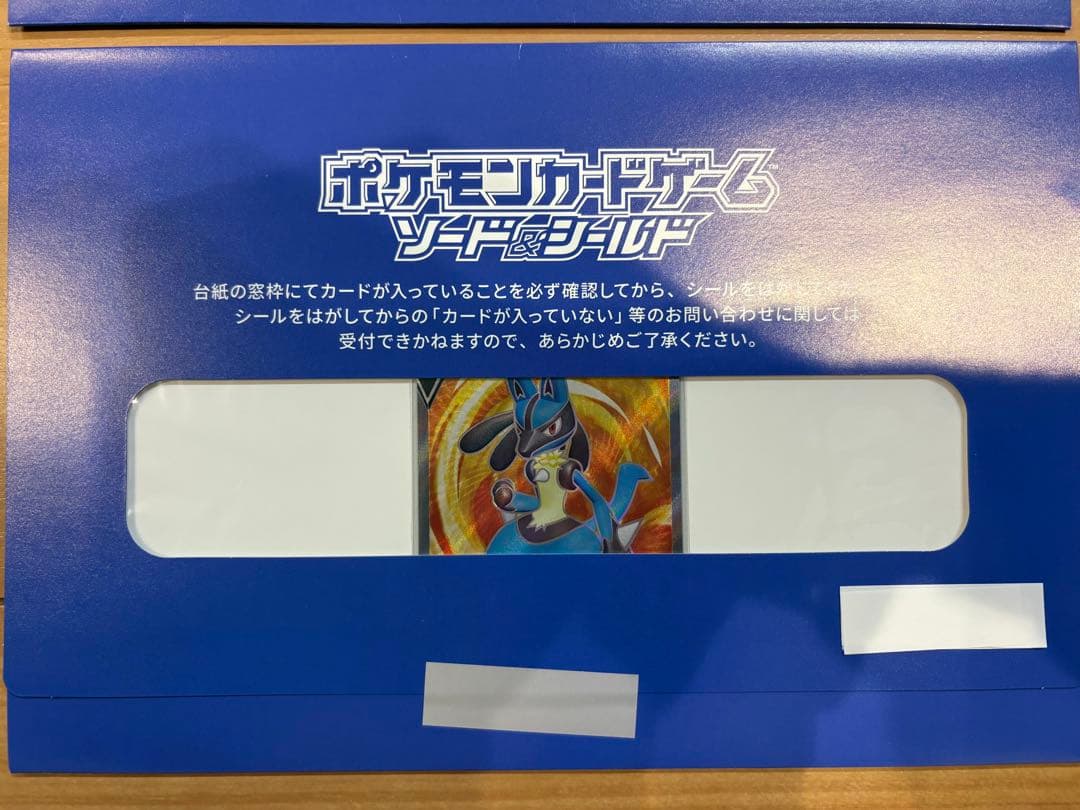 ポケモンカードゲーム
ソード&シールド
台紙の窓枠にてカードが入っていることを必ず確認してから、シールをは
シールをはがしてからの「カードが入っていない」等のお問い合わせに関しては
受付できかねますので、あらかじめご了承ください。